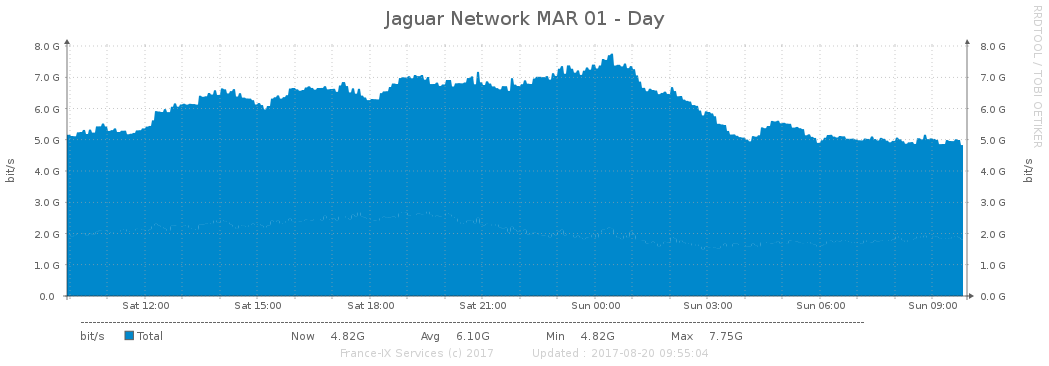 Jaguar Network MAR 01 - Day
RRDTOOL / TOBI OETIKER
8.0 G 8.0 G
7.0 G 7.0 G
6.0 G 6.0 G
5.0 G 5.0 G
4.0 G 4.0 G
3.0 G 3.0 G
2.0 G 2.0 G
1.0 G 1.0 G
0.0 0.0 G
bit/s bit/s
Sat 12:00 Sat 15:00 Sat 18:00 Sat 21:00 Sun 00:00 Sun 03:00 Sun 06:00 Sun 09:00
bit/s Total Now 4.82G Avg 6.10G Min 4.82G Max 7.75G
France-IX Services (c) 2017 Updated : 2017-08-20 09:55:04